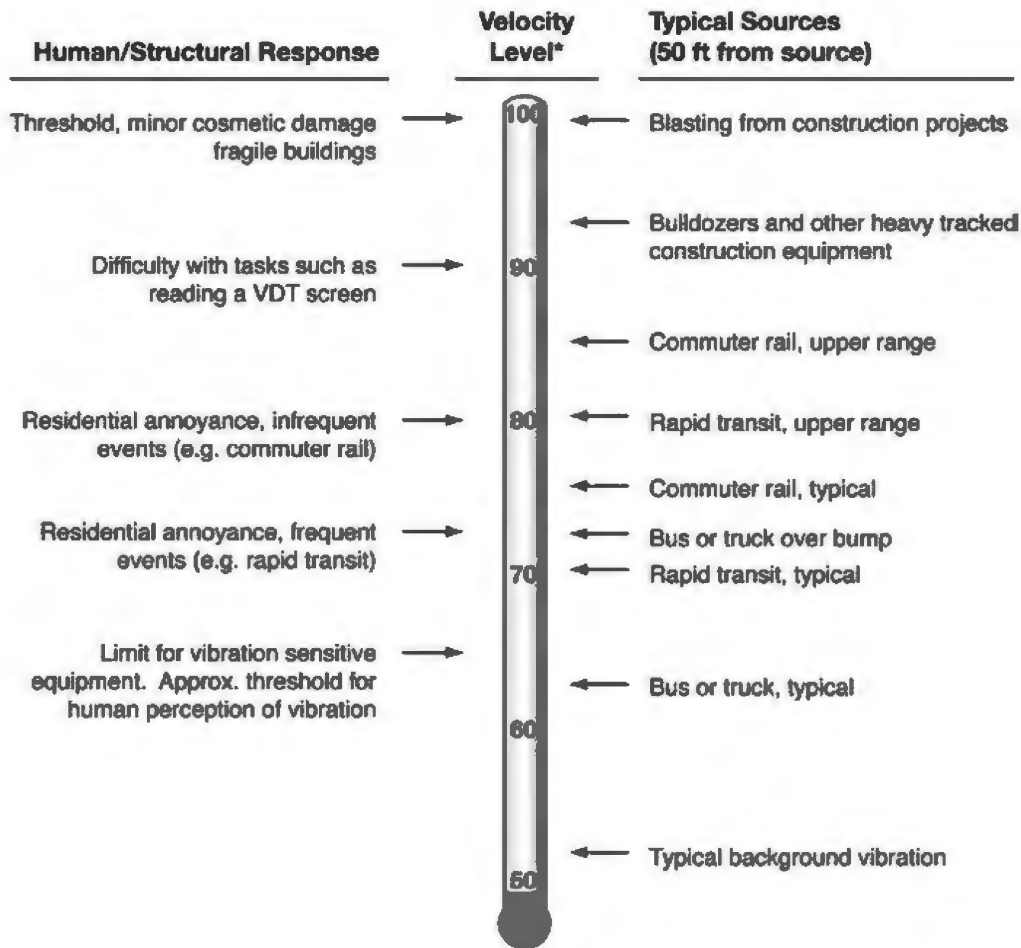 Human/Structural Response
Velocity
Level*
Typical Sources
(50 ft from source)
Threshold, minor cosmetic damage
fragile buildings
100
Blasting from construction projects
Bulldozers and other heavy tracked
construction equipment
Difficulty with tasks such as
reading a VDT screen
90
Commuter rail, upper range
Residential annoyance, infrequent
events (e.g. commuter rail)
80
Rapid transit, upper range
Commuter rail, typical
Residential annoyance, frequent
events (e.g. rapid transit)
Bus or truck over bump
70
Rapid transit, typical
Limit for vibration sensitive
equipment. Approx. threshold for
human perception of vibration
Bus or truck, typical
60
Typical background vibration
50